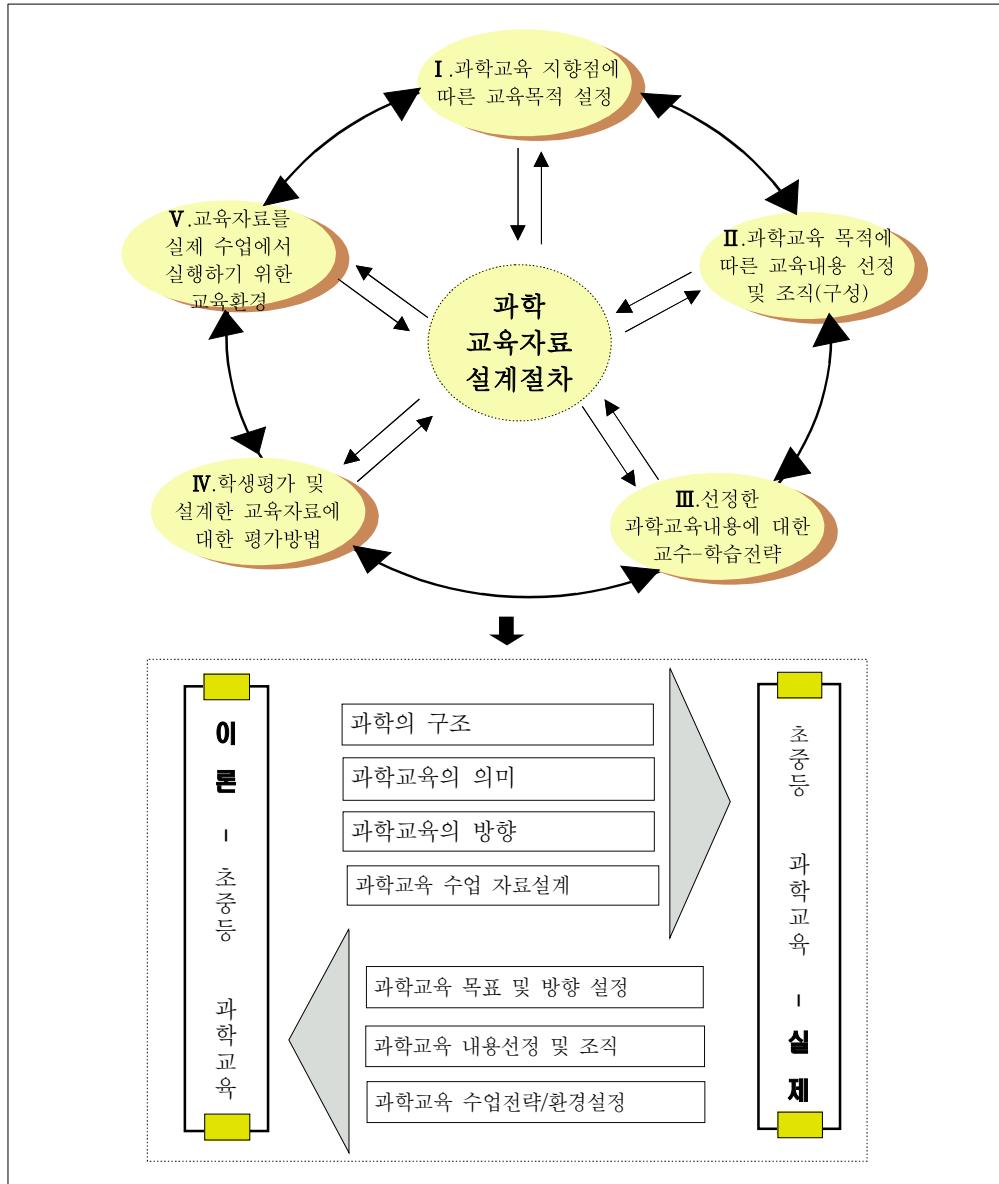 Ⅰ.과학교육 지향점에
따른 교육목적 설정
Ⅴ.교육자료를
실제 수업에서
실행하기 위한
교육환경
Ⅱ.과학교육 목적에
따른 교육내용 선정
및 조직(구성)
과학
교육자료
설계절차
Ⅳ.학생평가 및
설계한 교육자료에
대한 평가방법
Ⅲ.선정한
과학교육내용에 대한
교수-학습전략
이론 - 초중등 과학교육
과학의 구조
과학교육의 의미
과학교육의 방향
과학교육 수업 자료설계
과학교육 목표 및 방향 설정
과학교육 내용선정 및 조직
과학교육 수업전략/환경설정
초중등 과학교육 - 실제